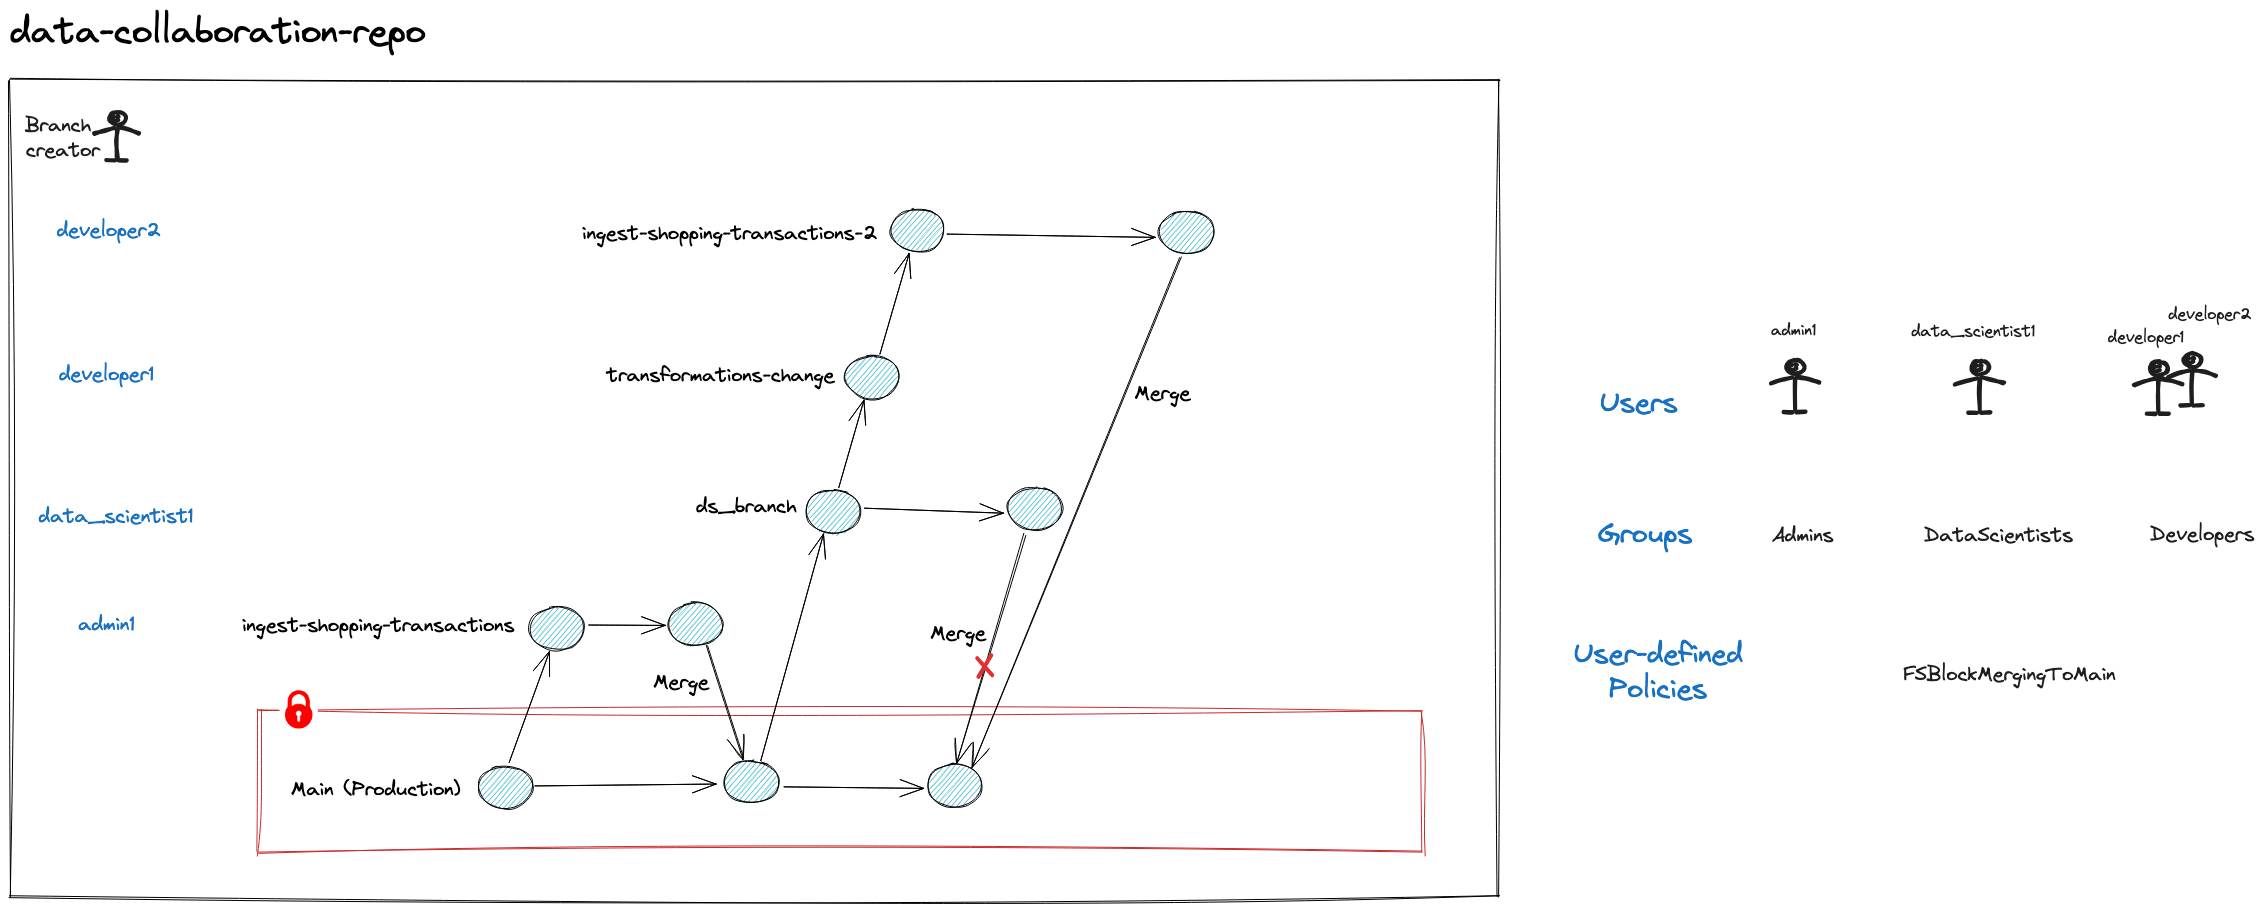 data-collaboration-repo
Branch
creator
developer2
ingest-shopping-transactions-2
developer1
transformations-change
Merge
data_scientist1
ds_branch
admin1
ingest-shopping-transactions
Merge
Merge
Main (Production)
Users
admin1
data_scientist1
developer1
developer2
Groups
Admins
DataScientists
Developers
User-defined
Policies
FSBlockMergingToMain